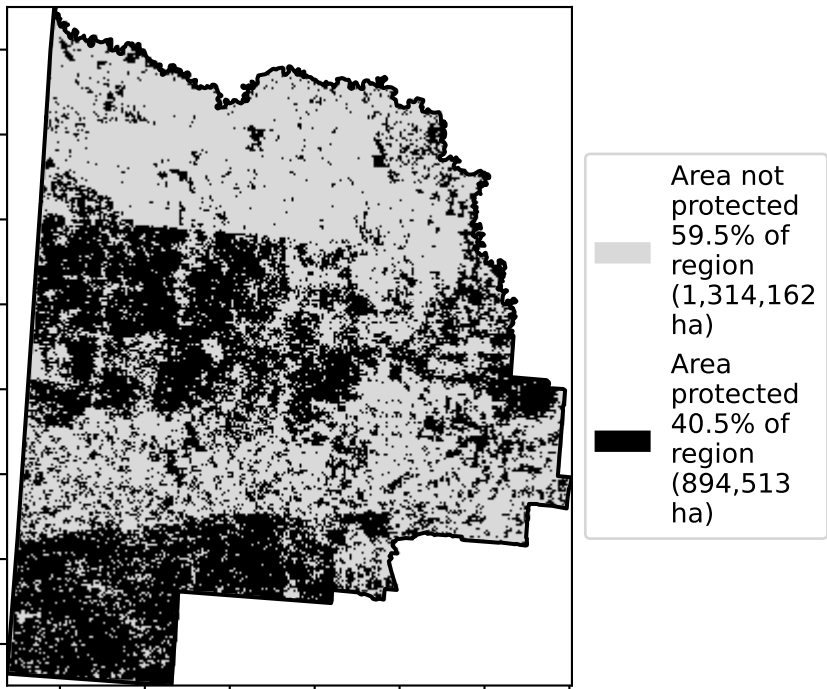 Area not
protected
59.5% of
region
(1,314,162
ha)
Area
protected
40.5% of
region
(894,513
ha)